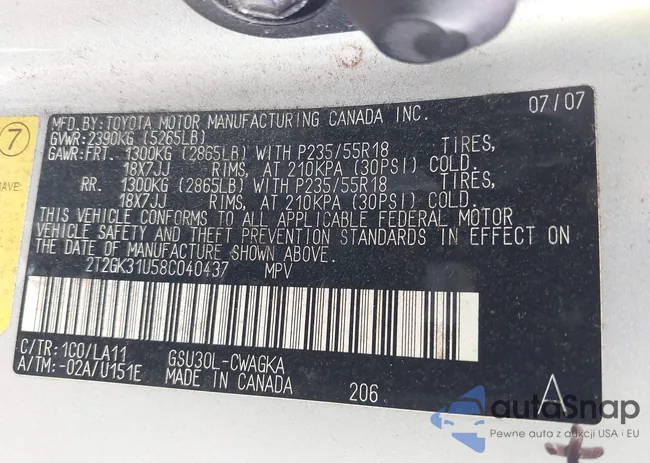 7
AVE:
MFD.BY:TOYOTA MOTOR MANUFACTURING CANADA INC. 07/07
GVWR:2390KG (5265LB)
GAWR:FRT. 1300KG (2865LB) WITH P235/55R18 TIRES,
18X7JJ RIMS, AT 210KPA (30PSI) COLD.
RR. 1300KG (2865LB) WITH P235/55R18 TIRES,
18X7JJ RIMS, AT 210KPA (30PSI) COLD.
THIS VEHICLE CONFORMS TO ALL APPLICABLE FEDERAL MOTOR
VEHICLE SAFETY AND THEFT PREVENTION STANDARDS IN EFFECT ON
THE DATE OF MANUFACTURE SHOWN ABOVE.
2T2GK31U58C040437 MPV
C/TR: 1C0/LA11 GSU30L-CWAGKA
A/TM: -02A/U151E MADE IN CANADA 206 A
autoSnap
Pewne auta z aukcji USA i EU